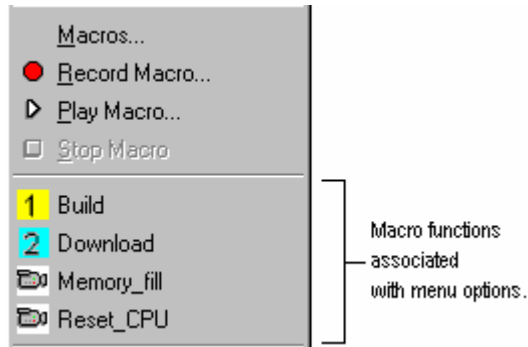 Macros...
Record Macro...
Play Macro...
Stop Macro
1 Build
2 Download
Memory_fill
Reset_CPU
Macro functions
associated
with menu options.